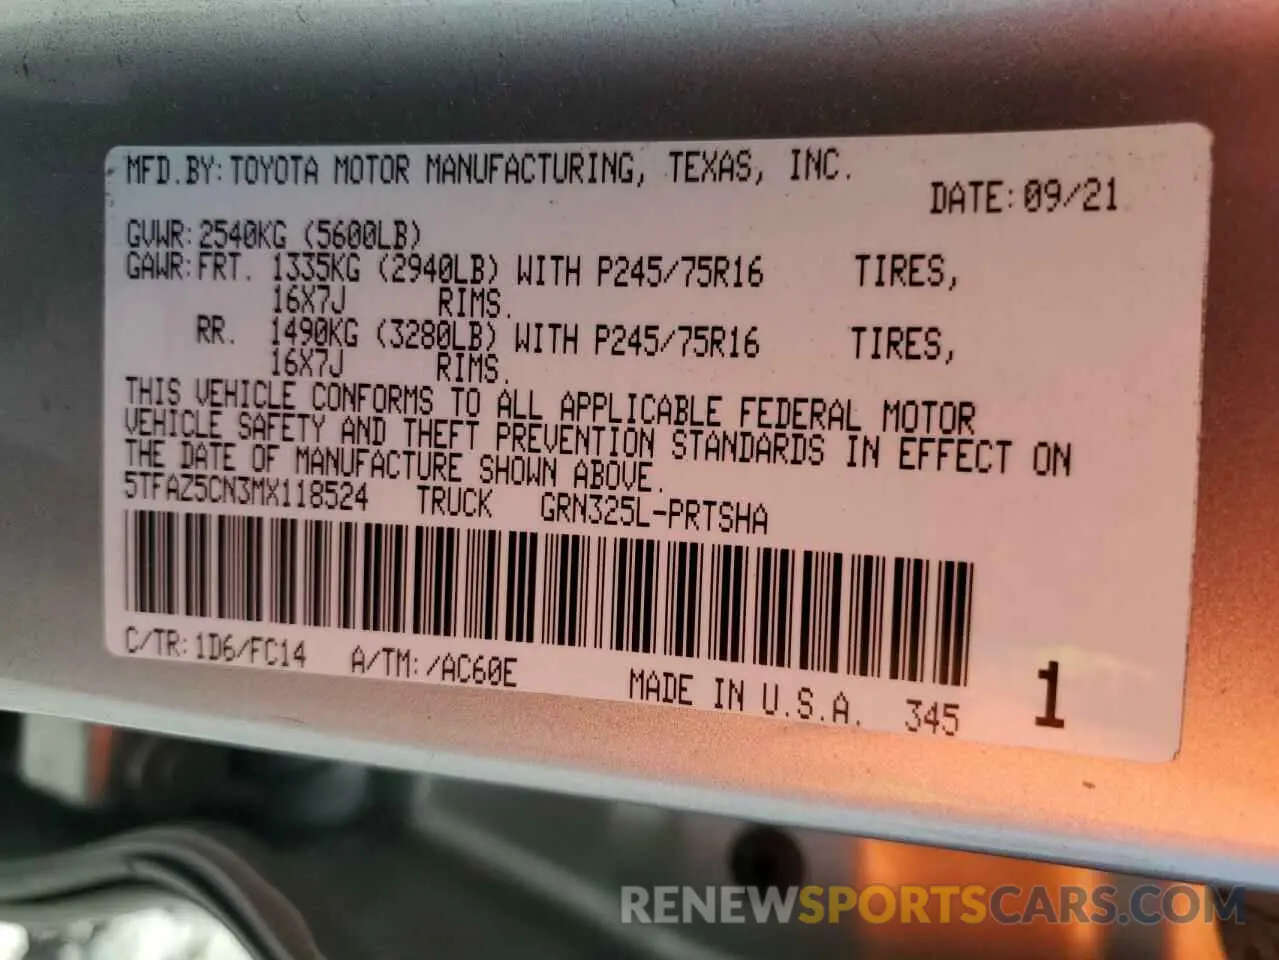 MFD.BY: TOYOTA MOTOR MANUFACTURING, TEXAS, INC.
DATE: 09/21
GVWR: 2540KG (5600LB)
GAWR: FRT. 1335KG (2940LB) WITH P245/75R16 TIRES,
16X7J RIMS.
RR. 1490KG (3280LB) WITH P245/75R16 TIRES,
16X7J RIMS.
THIS VEHICLE CONFORMS TO ALL APPLICABLE FEDERAL MOTOR
VEHICLE SAFETY AND THEFT PREVENTION STANDARDS IN EFFECT ON
THE DATE OF MANUFACTURE SHOWN ABOVE.
5TFAZ5CN3MX118524 TRUCK GRN325L-PRTSHA
C/TR: 1D6/FC14 A/TM: /AC60E MADE IN U.S.A. 345 1
RENEWSPORTSCARS.COM